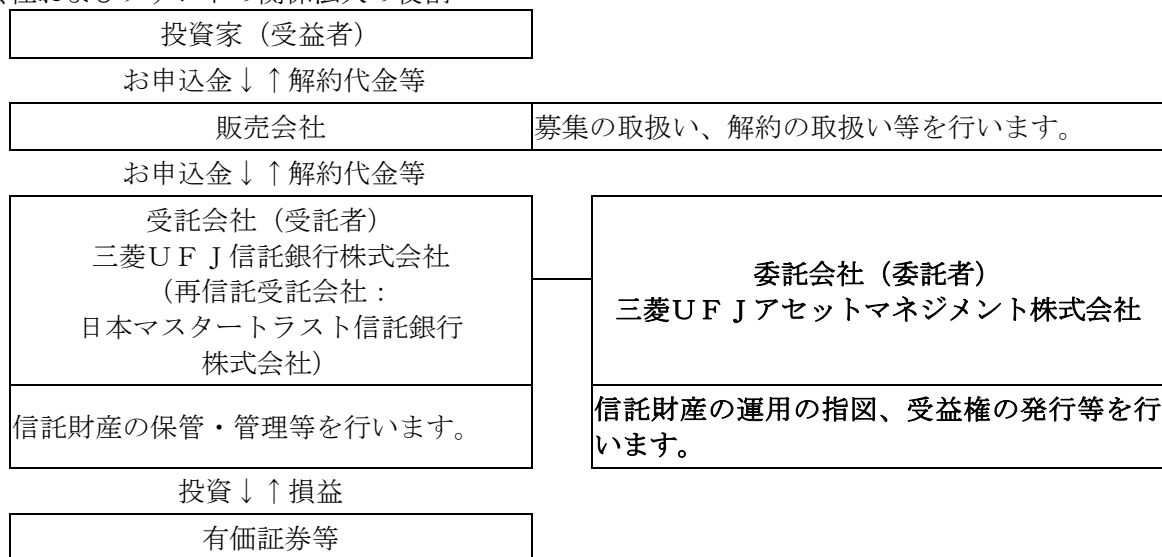 投資家（受益者）
お申込金↓↑解約代金等
販売会社
募集の取扱い、解約の取扱い等を行います。
お申込金↓↑解約代金等
受託会社（受託者）
三菱ＵＦＪ信託銀行株式会社
（再信託受託会社：
日本マスタートラスト信託銀行
株式会社）
委託会社（委託者）
三菱ＵＦＪアセットマネジメント株式会社
信託財産の保管・管理等を行います。
信託財産の運用の指図、受益権の発行等を行
います。
投資↓↑損益
有価証券等